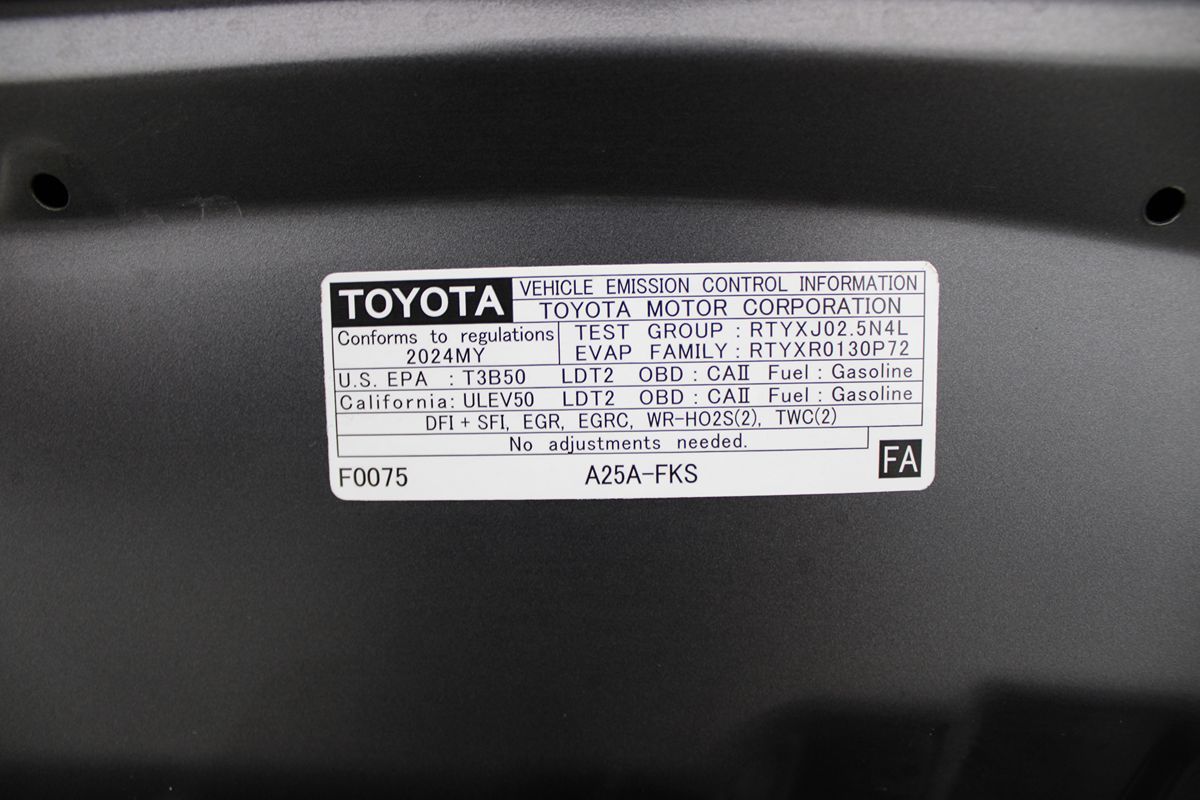 TOYOTA
VEHICLE EMISSION CONTROL INFORMATION
TOYOTA MOTOR CORPORATION
Conforms to regulations
2024MY
TEST GROUP : RTYXJ02.5N4L
EVAP FAMILY : RTYXR0130P72
U.S. EPA : T3B50 LDT2 OBD : CAII Fuel : Gasoline
California : ULEV50 LDT2 OBD : CAII Fuel : Gasoline
DFI + SFI, EGR, EGRC, WR-HO2S(2), TWC(2)
No adjustments needed.
F0075 A25A-FKS FA